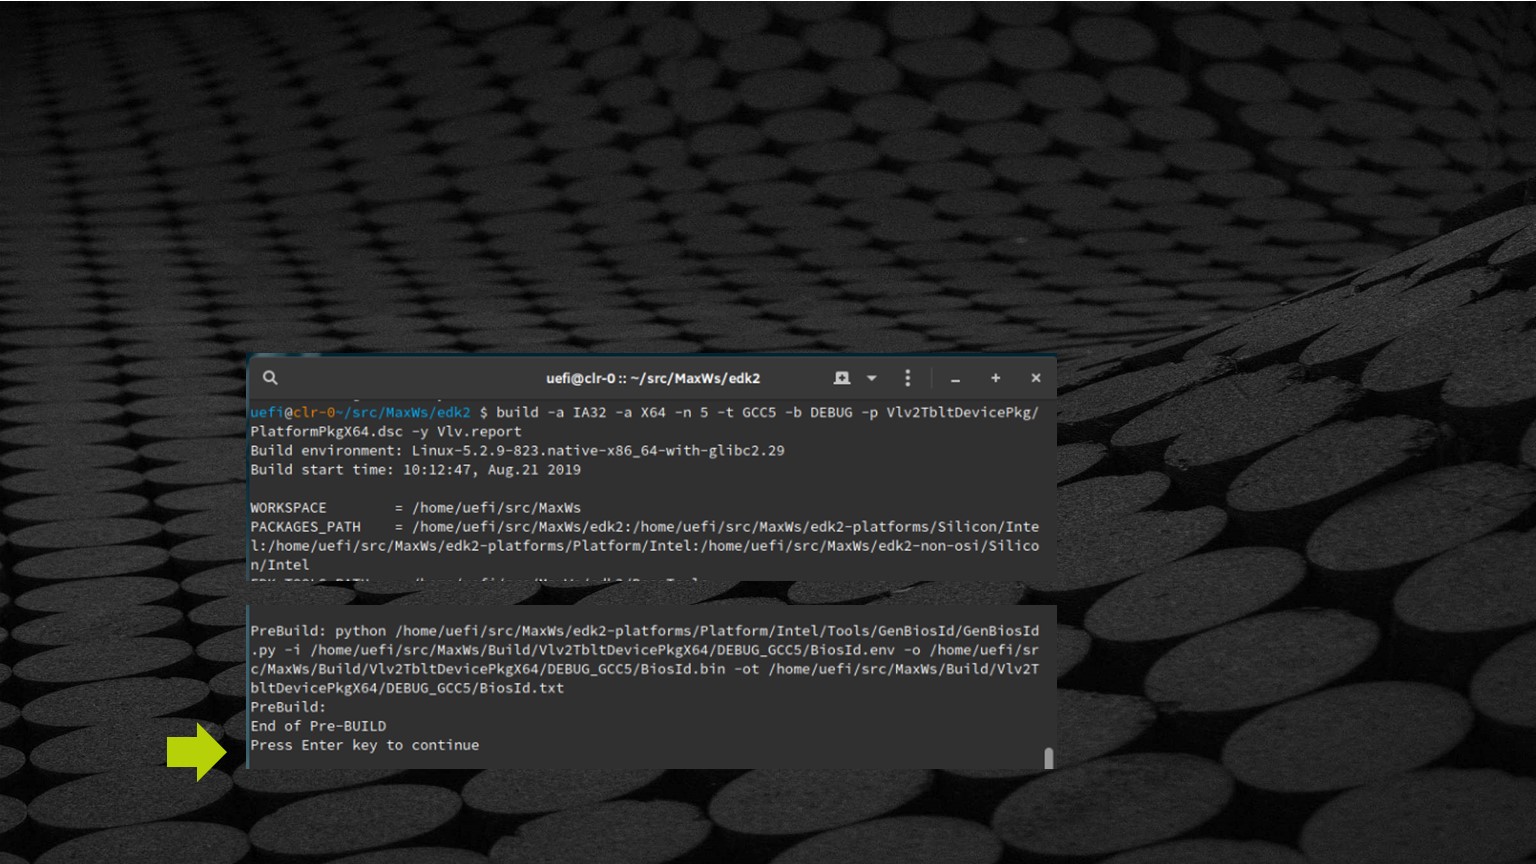 uefi@clr-0:: ~/src/MaxWs/edk2
uefi@clr-0~/src/MaxWs/edk2 $ build -a IA32 -a X64 -n 5 -t GCC5 -b DEBUG -p Vlv2TbltDevicePkg/
PlatformPkgX64.dsc -y Vlv.report
Build environment: Linux-5.2.9-823.native-x86_64-with-glibc2.29
Build start time: 10:12:47, Aug.21 2019
WORKSPACE        = /home/uefi/src/MaxWs
PACKAGES_PATH    = /home/uefi/src/MaxWs/edk2:/home/uefi/src/MaxWs/edk2-platforms/Silicon/Inte
l:/home/uefi/src/MaxWs/edk2-platforms/Platform/Intel:/home/uefi/src/MaxWs/edk2-non-osi/Silico
n/Intel
PreBuild: python /home/uefi/src/MaxWs/edk2-platforms/Platform/Intel/Tools/GenBiosId/GenBiosId
.py -i /home/uefi/src/MaxWs/Build/Vlv2TbltDevicePkgX64/DEBUG_GCC5/BiosId.env -o /home/uefi/sr
c/MaxWs/Build/Vlv2TbltDevicePkgX64/DEBUG_GCC5/BiosId.bin -ot /home/uefi/src/MaxWs/Build/Vlv2T
bltDevicePkgX64/DEBUG_GCC5/BiosId.txt
PreBuild:
End of Pre-BUILD
Press Enter key to continue